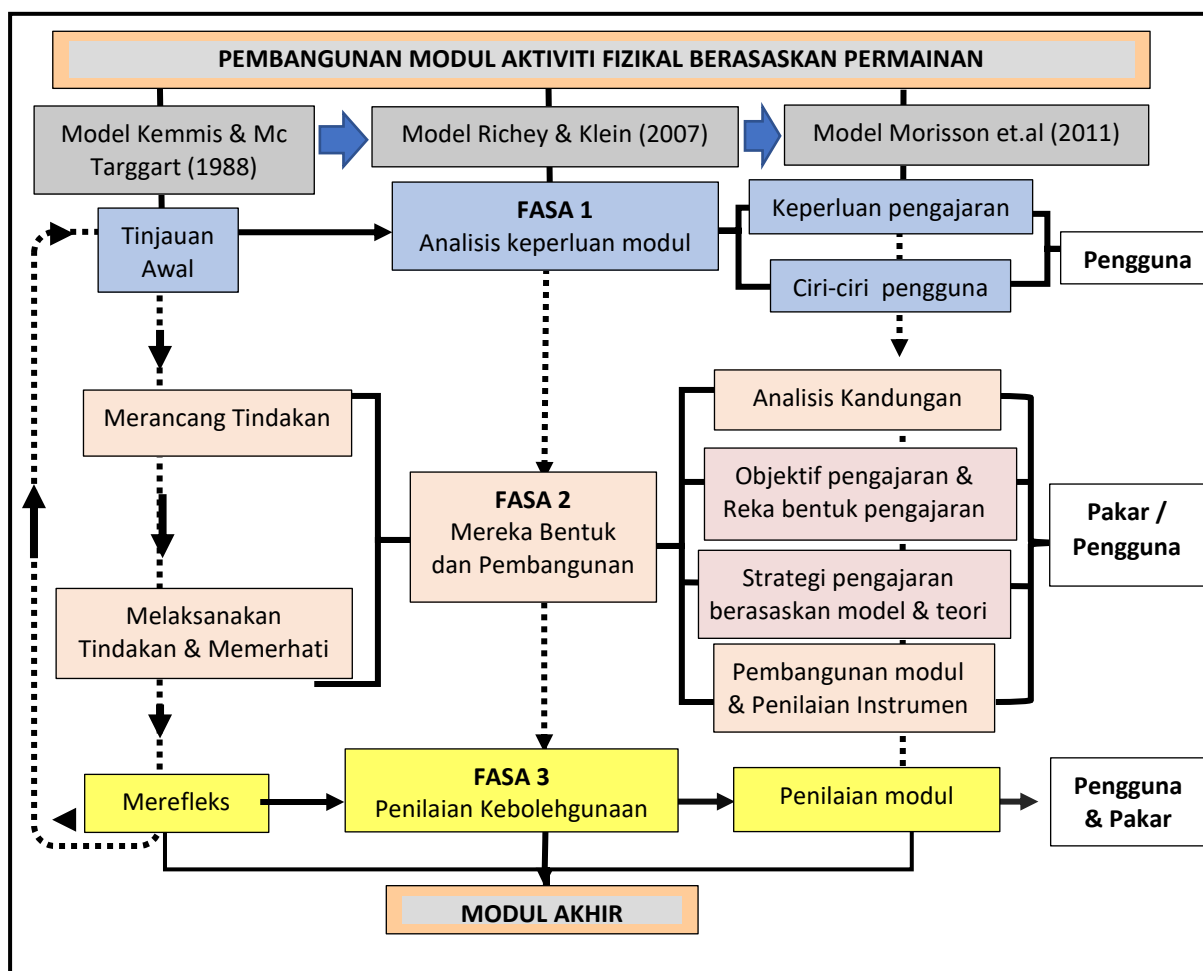 PEMBANGUNAN MODUL AKTIVITI FIZIKAL BERASASKAN PERMAINAN
Model Kemmis & Mc
Targgart (1988)
Model Richey & Klein (2007)
Model Morisson et.al (2011)
Tinjauan
Awal
FASA 1
Analisis keperluan modul
Keperluan pengajaran
Ciri-ciri pengguna
Pengguna
Merancang Tindakan
Melaksanakan
Tindakan & Memerhati
FASA 2
Mereka Bentuk
dan Pembangunan
Analisis Kandungan
Objektif pengajaran &
Reka bentuk pengajaran
Strategi pengajaran
berasaskan model & teori
Pembangunan modul
& Penilaian Instrumen
Pakar /
Pengguna
Merefleks
FASA 3
Penilaian Kebolehgunaan
Penilaian modul
Pengguna
& Pakar
MODUL AKHIR